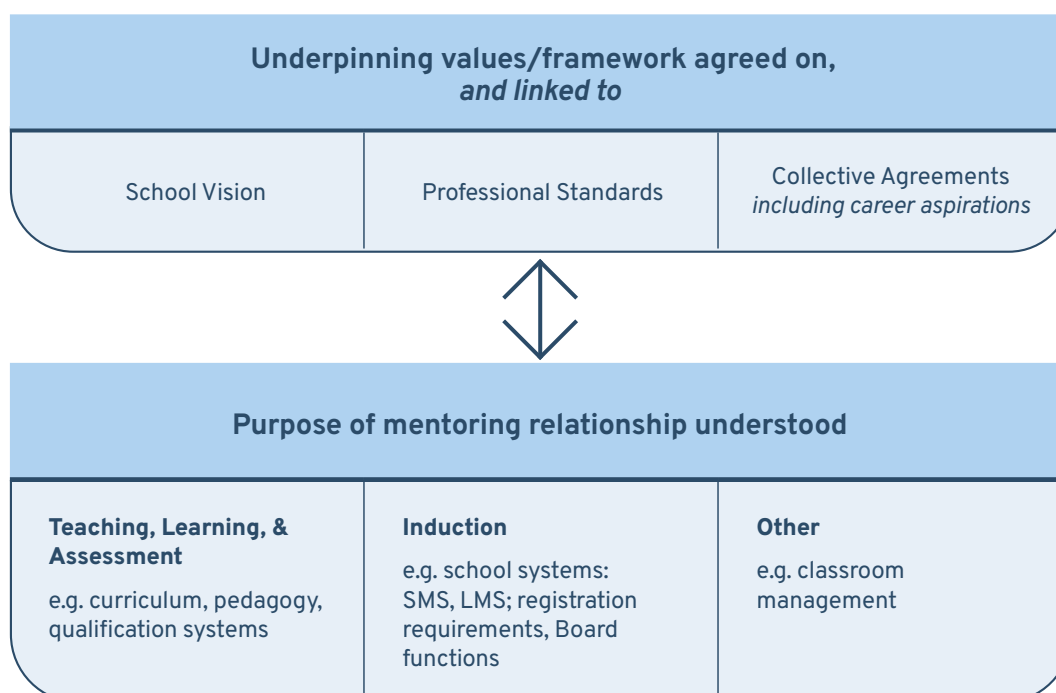 Underpinning values/framework agreed on,
and linked to
School Vision
Professional Standards
Collective Agreements
including career aspirations
Purpose of mentoring relationship understood
Teaching, Learning, &
Assessment
e.g. curriculum, pedagogy,
qualification systems
Induction
e.g. school systems:
SMS, LMS; registration
requirements, Board
functions
Other
e.g. classroom
management